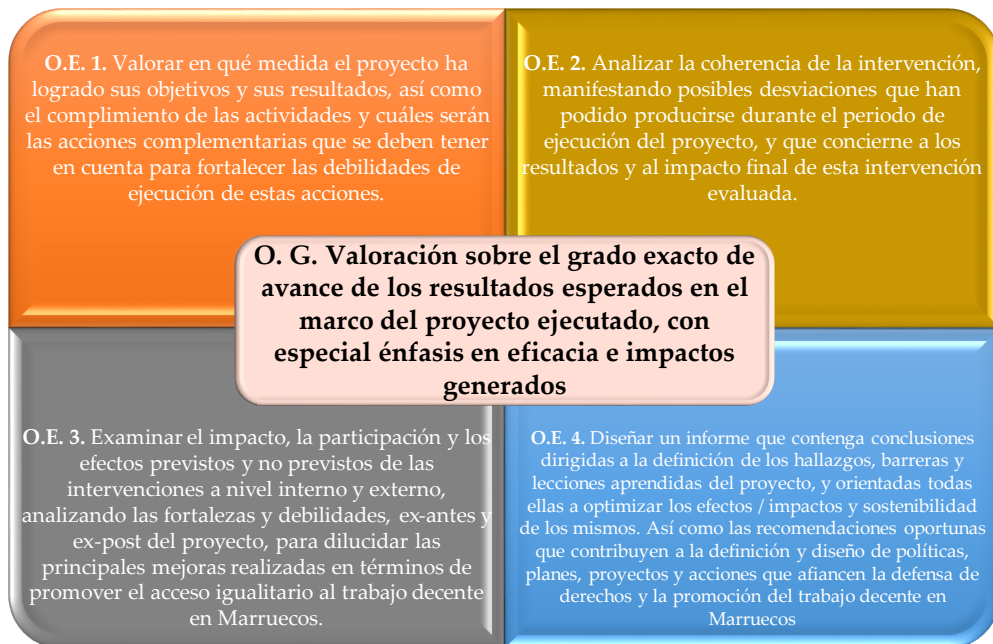 O.E. 1. Valorar en qué medida el proyecto ha
logrado sus objetivos y sus resultados, así como
el complimiento de las actividades y cuáles serán
las acciones complementarias que se deben tener
en cuenta para fortalecer las debilidades de
ejecución de estas acciones.
O.E. 2. Analizar la coherencia de la intervención,
manifestando posibles desviaciones que han
podido producirse durante el periodo de
ejecución del proyecto, y que concierne a los
resultados y al impacto final de esta intervención
evaluada.
O. G. Valoración sobre el grado exacto de
avance de los resultados esperados en el
marco del proyecto ejecutado, con
especial énfasis en eficacia e impactos
generados
O.E. 3. Examinar el impacto, la participación y los
efectos previstos y no previstos de las
intervenciones a nivel interno y externo,
analizando las fortalezas y debilidades, ex-antes y
ex-post del proyecto, para dilucidar las
principales mejoras realizadas en términos de
promover el acceso igualitario al trabajo decente
en Marruecos.
O.E. 4. Diseñar un informe que contenga conclusiones
dirigidas a la definición de los hallazgos, barreras y
lecciones aprendidas del proyecto, y orientadas todas
ellas a optimizar los efectos / impactos y sostenibilidad
de los mismos. Así como las recomendaciones oportunas
que contribuyen a la definición y diseño de políticas,
planes, proyectos y acciones que afiancen la defensa de
derechos y la promoción del trabajo decente en
Marruecos